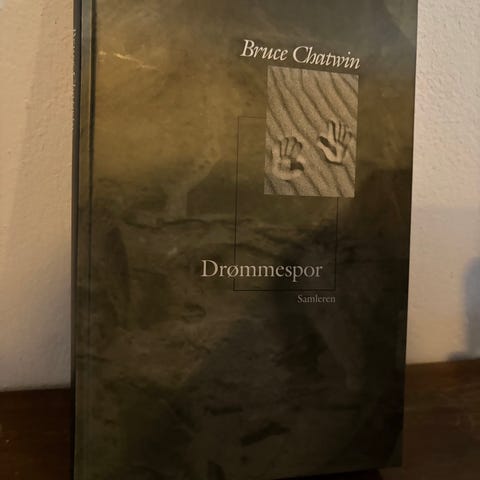 Bruce Chatwin
Drømmespor
Samleren